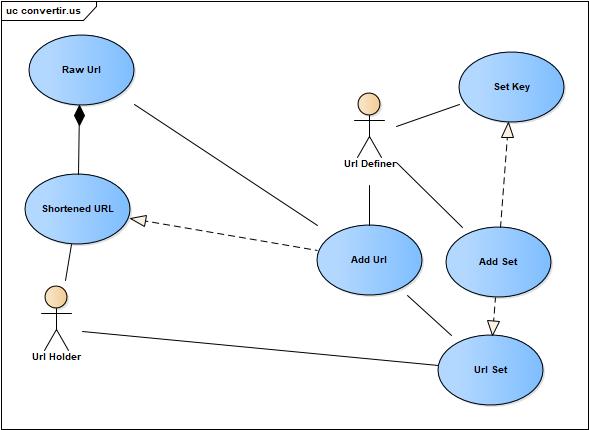 uc convertir.us
Raw Url
Set Key
Url Definer
Shortened URL
Add Url
Add Set
Url Holder
Url Set